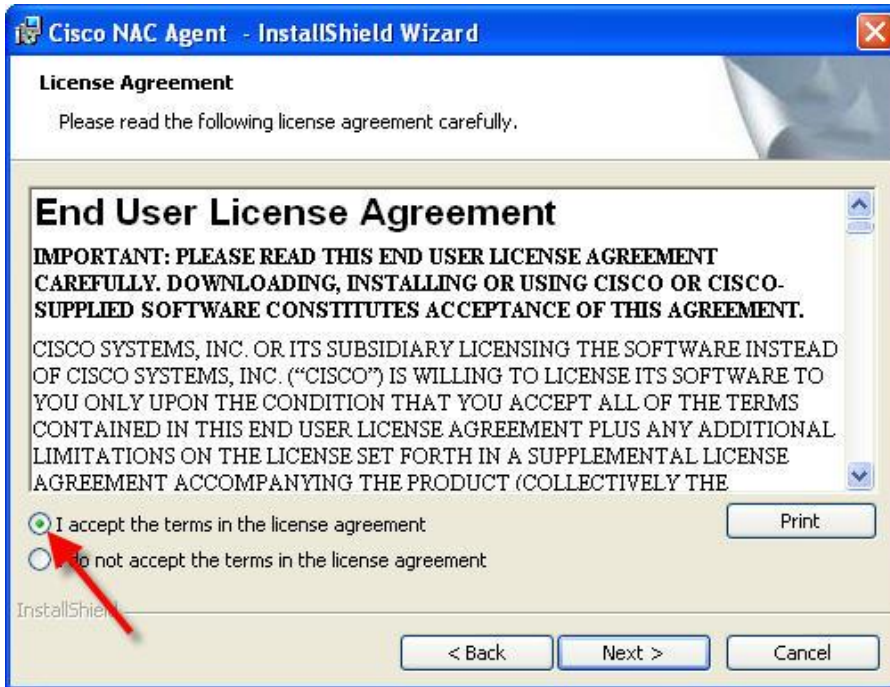 Cisco NAC Agent - InstallShield Wizard
License Agreement
Please read the following license agreement carefully.
End User License Agreement
IMPORTANT: PLEASE READ THIS END USER LICENSE AGREEMENT
CAREFULLY. DOWNLOADING, INSTALLING OR USING CISCO OR CISCO-
SUPPLIED SOFTWARE CONSTITUTES ACCEPTANCE OF THIS AGREEMENT.
CISCO SYSTEMS, INC. OR ITS SUBSIDIARY LICENSING THE SOFTWARE INSTEAD
OF CISCO SYSTEMS, INC. (“CISCO”) IS WILLING TO LICENSE ITS SOFTWARE TO
YOU ONLY UPON THE CONDITION THAT YOU ACCEPT ALL OF THE TERMS
CONTAINED IN THIS END USER LICENSE AGREEMENT PLUS ANY ADDITIONAL
LIMITATIONS ON THE LICENSE SET FORTH IN A SUPPLEMENTAL LICENSE
AGREEMENT ACCOMPANYING THE PRODUCT (COLLECTIVELY THE
I accept the terms in the license agreement
Print
I do not accept the terms in the license agreement
InstallShield
< Back
Next >
Cancel